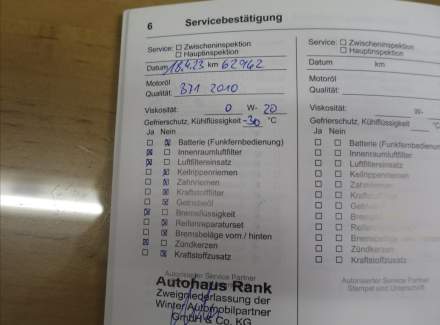 6 Servicebestätigung
Service: ☐ Zwischeninspektion
☐ Hauptinspektion
Datum 18.4.23 km 62962
Motoröl
Qualität: 371 2010
Viskosität: 0 W- 20
Gefrierschutz, Kühlflüssigkeit -30 °C
Ja Nein
☐ ☒ Batterie (Funkfernbedienung)
☒ ☐ Innenraumluftfilter
☒ ☐ Luftfiltereinsatz
☐ ☒ Keilrippenriemen
☐ ☒ Zahnriemen
☐ ☒ Kraftstofffilter
☐ ☒ Getriebeöl
☒ ☐ Bremsflüssigkeit
☐ ☒ Reifenreparaturset
☐ ☒ Bremsbeläge vorn / hinten
☒ ☐ Zündkerzen
☐ ☒ Kraftstoffzusatz
Autorisierter Service Partner
Autohaus Rank
Zweigniederlassung der
Winter Automobilpartner
GmbH & Co. KG
Service: ☐ Zwischeninspektion
☐ Hauptinspektion
Datum km
Motoröl
Qualität:
Viskosität: W-
Gefrierschutz, Kühlflüssigkeit °C
Ja Nein
☐ ☐ Batterie (Funkfernbedienung
☐ ☐ Innenraumluftfilter
☐ ☐ Luftfiltereinsatz
☐ ☐ Keilrippenriemen
☐ ☐ Zahnriemen
☐ ☐
☐ ☐
☐ ☐
☐ ☐
☐ ☐
☐ ☐ Zündkerzen
☐ ☐ Kraftstoffzusatz
Autorisierter Service Partner
Stempel und Unterschrift